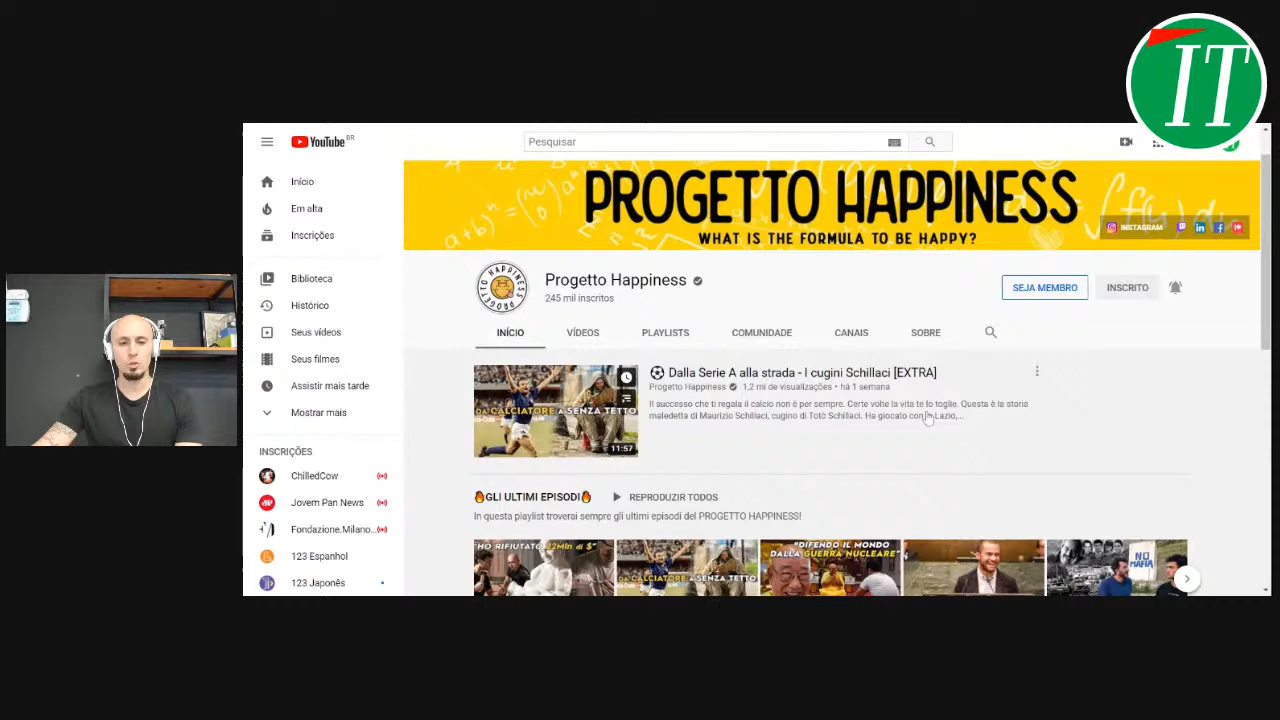 IT
YouTube BR
Pesquisar
Início
Em alta
Inscrições
Biblioteca
Histórico
Seus vídeos
Seus filmes
Assistir mais tarde
Mostrar mais
INSCRIÇÕES
ChilledCow
Jovem Pan News
Fondazione.Milano...
123 Espanhol
123 Japonês
PROGETTO HAPPINESS
WHAT IS THE FORMULA TO BE HAPPY?
INSTAGRAM
PROGETTO HAPPINESS
Progetto Happiness
245 mil inscritos
SEJA MEMBRO
INSCRITO
INÍCIO
VÍDEOS
PLAYLISTS
COMUNIDADE
CANAIS
SOBRE
DA CALCIATORE A SENZA TETTO
11:57
Dalla Serie A alla strada - I cugini Schillaci [EXTRA]
Progetto Happiness
1,2 mi de visualizações • há 1 semana
Il successo che ti regala il calcio non è per sempre. Certe volte la vita te lo toglie. Questa è la storia
maledetta di Maurizio Schillaci, cugino di Totò Schillaci. Ha giocato con Lazio,...
GLI ULTIMI EPISODI
REPRODUZIR TODOS
In questa playlist troverai sempre gli ultimi episodi del PROGETTO HAPPINESS!
"HO RIFIUTATO 22Mln di $"
DA CALCIATORE A SENZA TETTO
"DIFENDO IL MONDO
DALLA GUERRA NUCLEARE"
NO
MAFIA